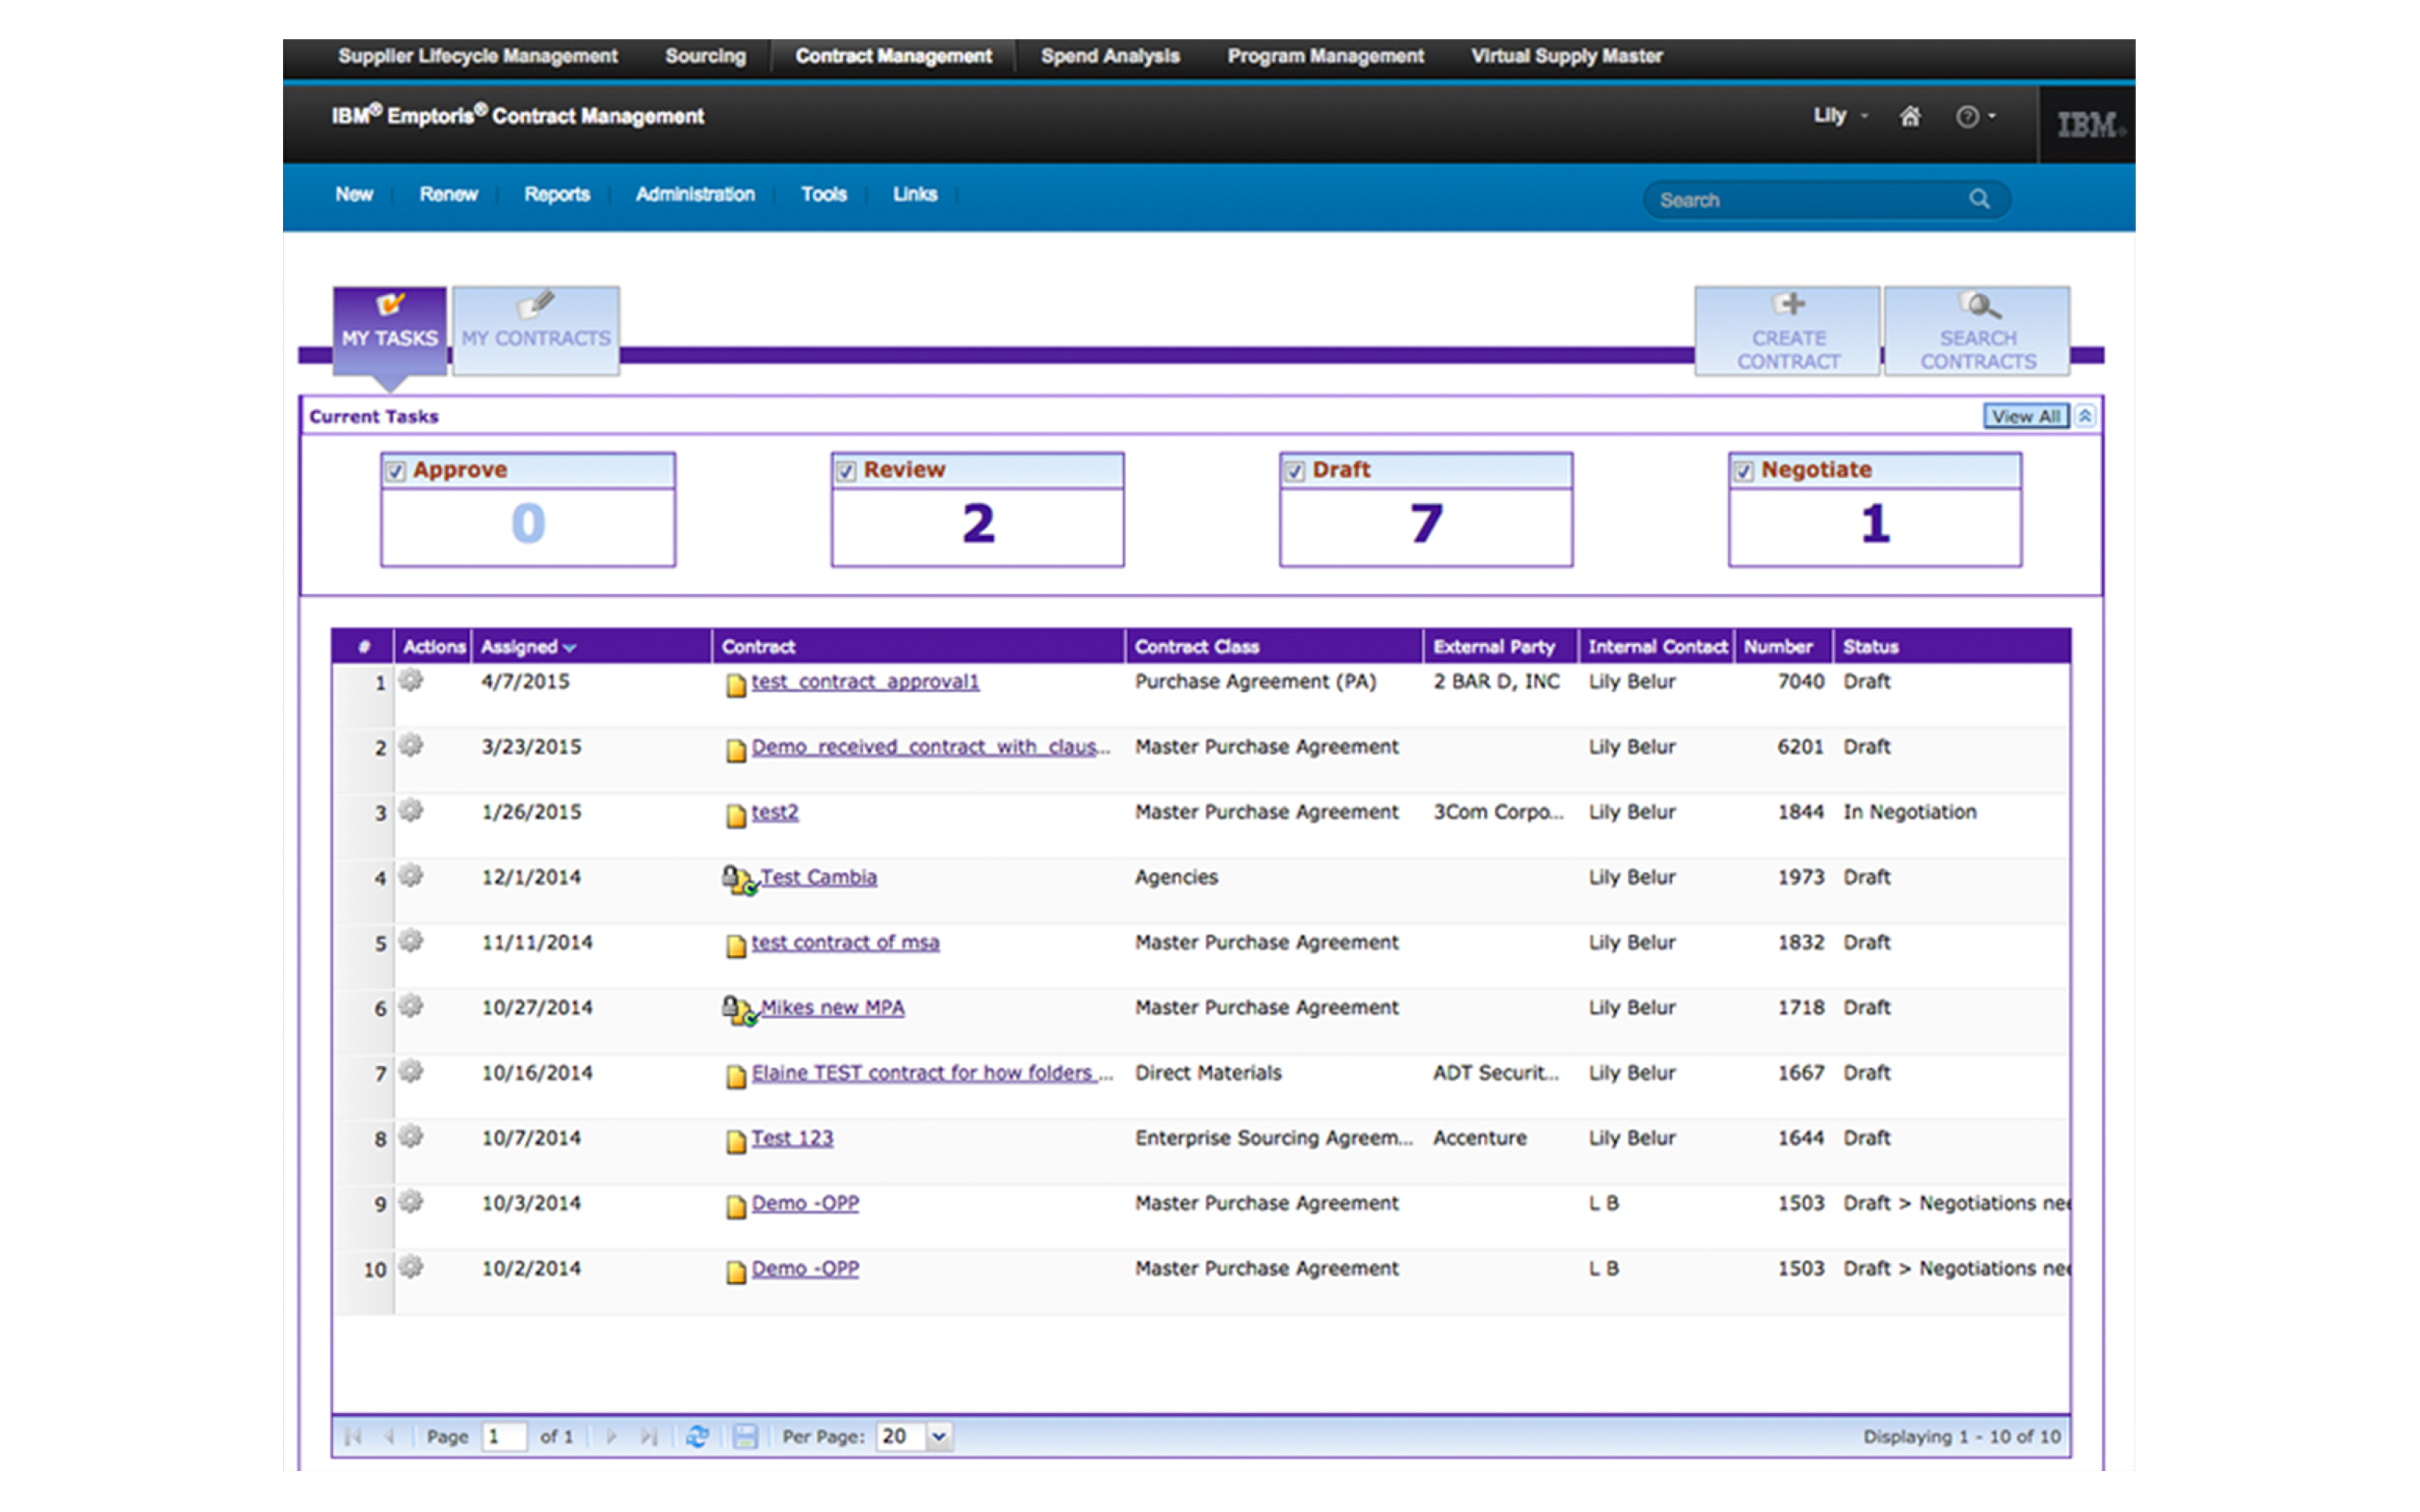 Supplier Lifecycle Management Sourcing Contract Management Spend Analysis Program Management Virtual Supply Master
IBM® Emptoris® Contract Management Lily IBM®
New Renew Reports Administration Tools Links Search
MY TASKS MY CONTRACTS CREATE CONTRACT SEARCH CONTRACTS
Current Tasks View All
Approve Review Draft Negotiate
0 2 7 1
# Actions Assigned Contract Contract Class External Party Internal Contact Number Status
1 4/7/2015 test_contract_approval1 Purchase Agreement (PA) 2 BAR D, INC Lily Belur 7040 Draft
2 3/23/2015 Demo_received_contract_with_claus... Master Purchase Agreement Lily Belur 6201 Draft
3 1/26/2015 test2 Master Purchase Agreement 3Com Corpo... Lily Belur 1844 In Negotiation
4 12/1/2014 Test Cambia Agencies Lily Belur 1973 Draft
5 11/11/2014 test contract of msa Master Purchase Agreement Lily Belur 1832 Draft
6 10/27/2014 Mikes new MPA Master Purchase Agreement Lily Belur 1718 Draft
7 10/16/2014 Elaine TEST contract for how folders ... Direct Materials ADT Securit... Lily Belur 1667 Draft
8 10/7/2014 Test 123 Enterprise Sourcing Agreem... Accenture Lily Belur 1644 Draft
9 10/3/2014 Demo -OPP Master Purchase Agreement L B 1503 Draft > Negotiations nee
10 10/2/2014 Demo -OPP Master Purchase Agreement L B 1503 Draft > Negotiations nee
Page 1 of 1 Per Page: 20 Displaying 1 - 10 of 10